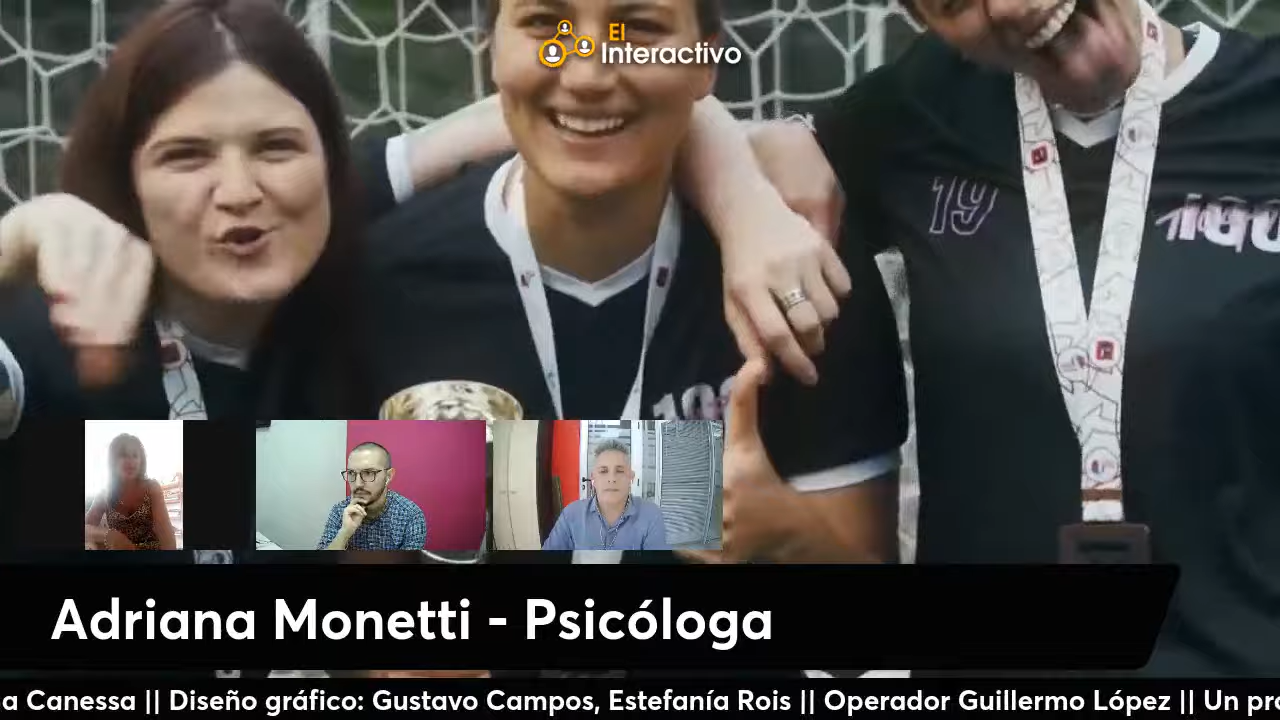 El
Interactivo
19
Adriana Monetti - Psicóloga
a Canessa || Diseño gráfico: Gustavo Campos, Estefanía Rois || Operador Guillermo López || Un pr